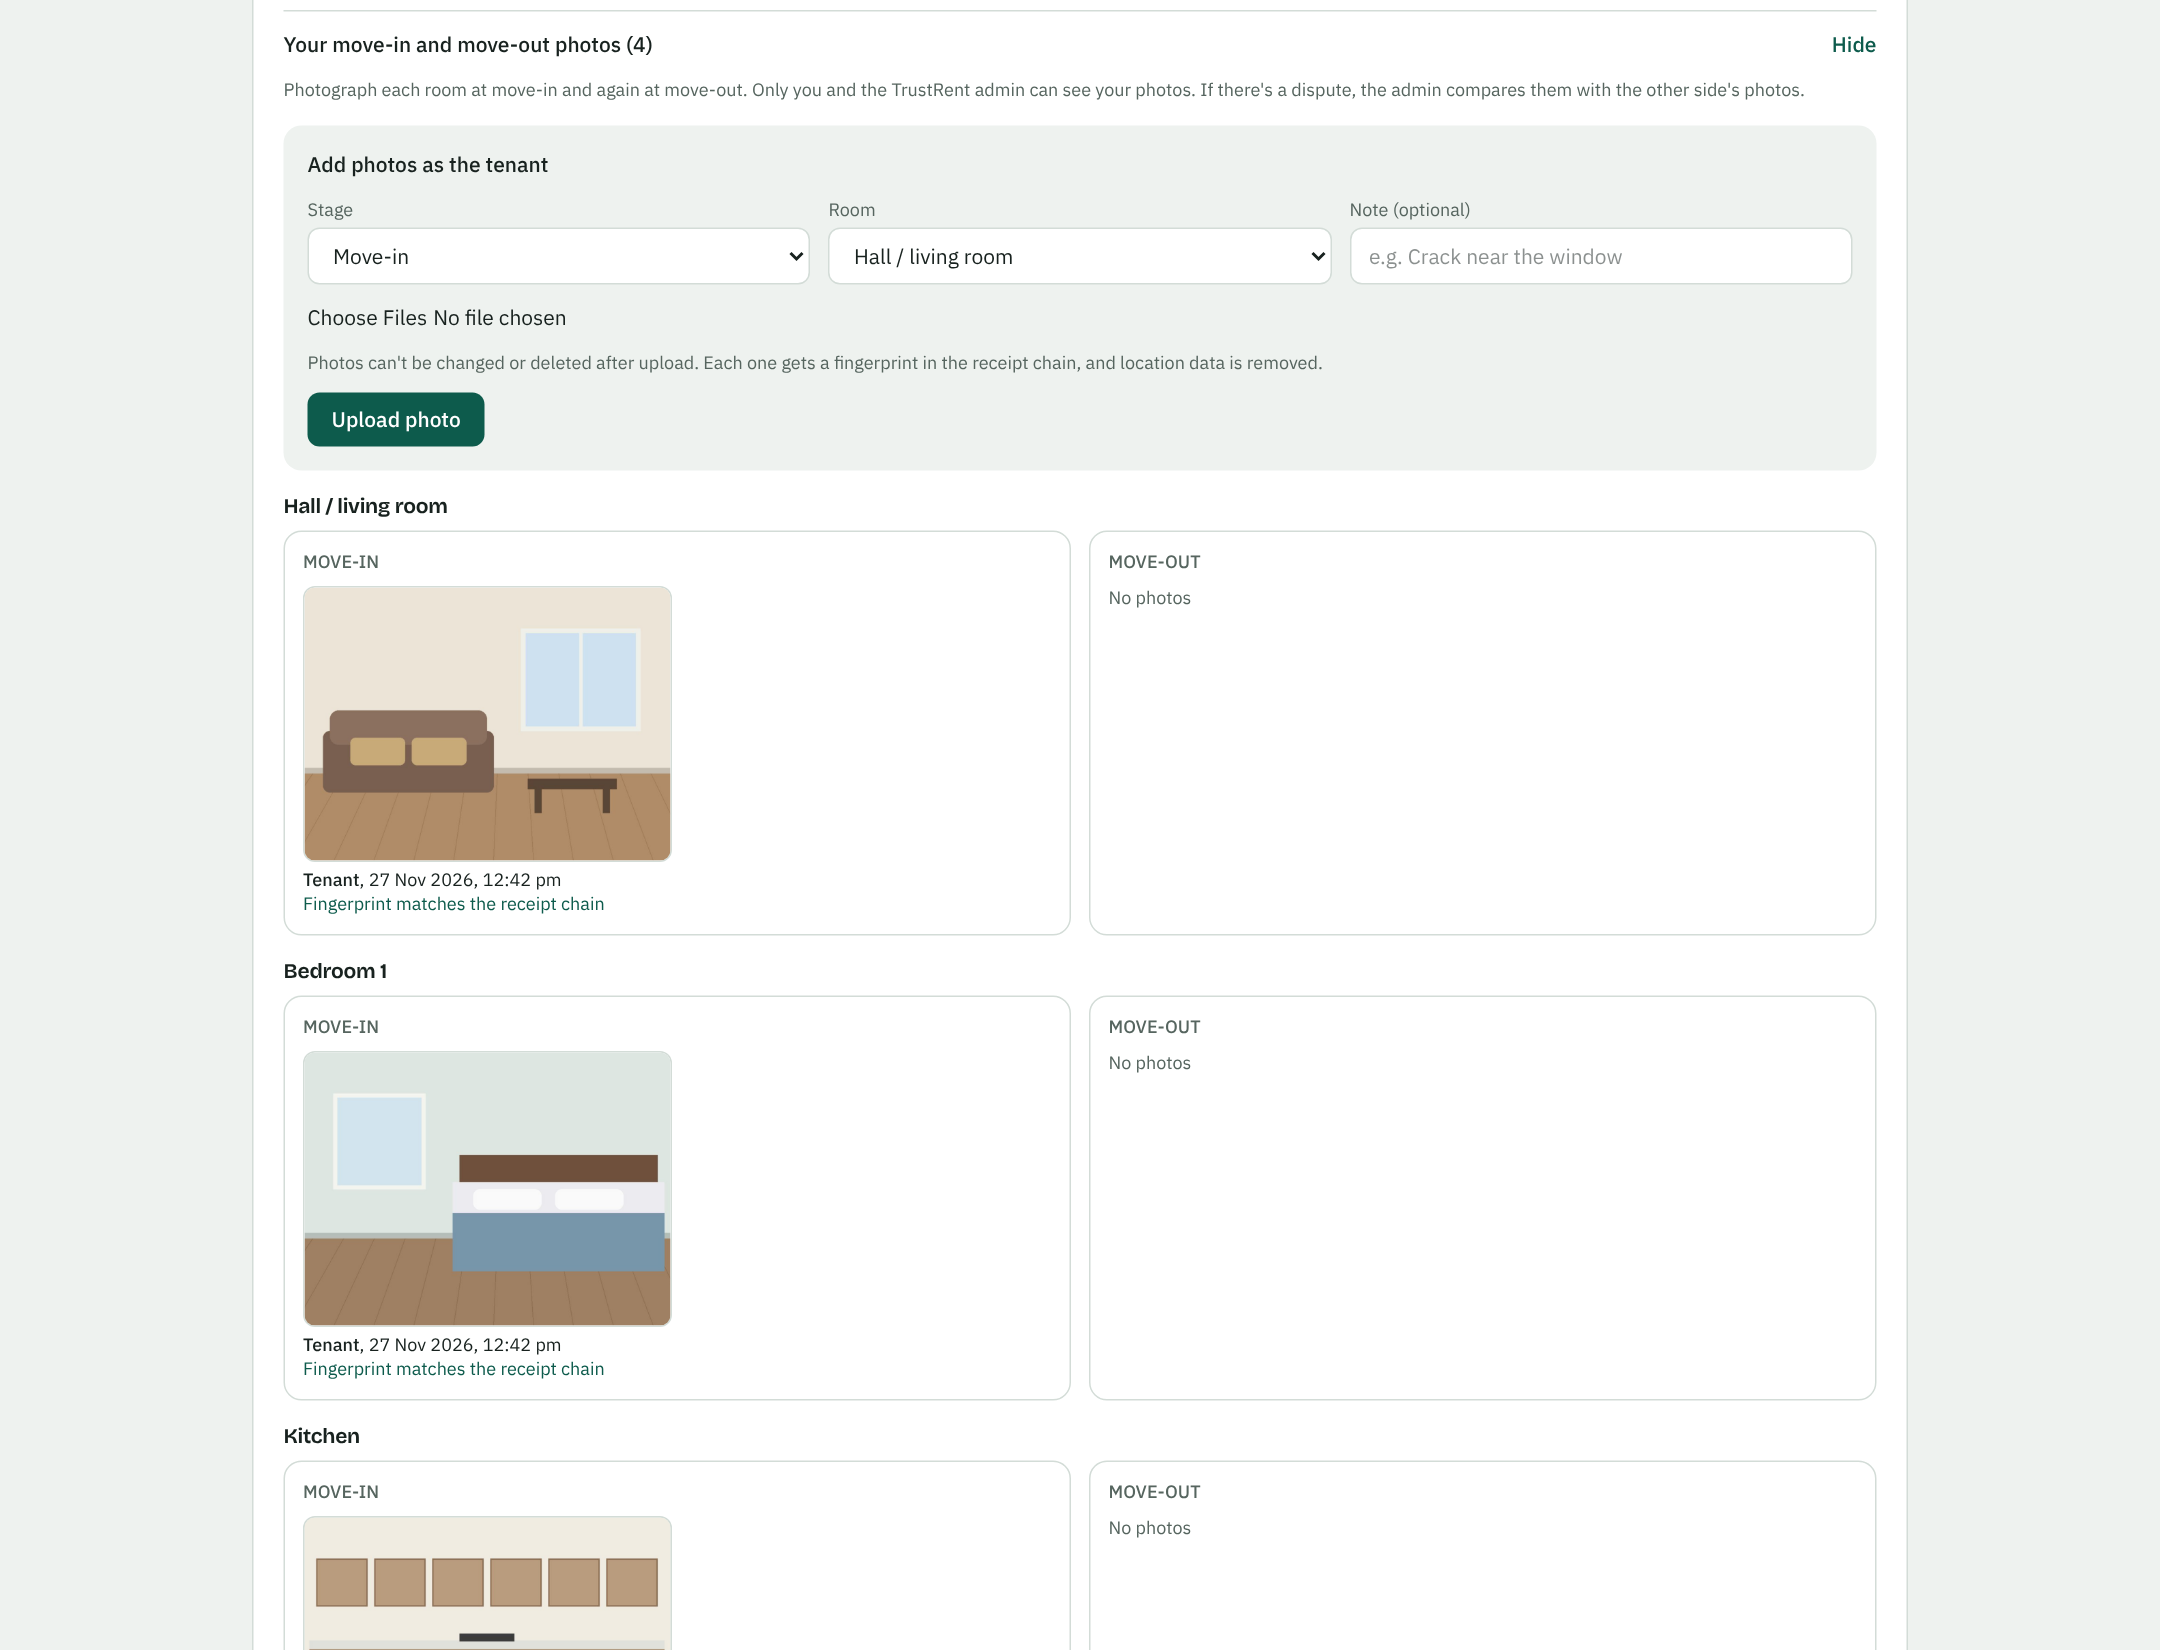 Your move-in and move-out photos (4)
Hide
Photograph each room at move-in and again at move-out. Only you and the TrustRent admin can see your photos. If there's a dispute, the admin compares them with the other side's photos.
Add photos as the tenant
Stage
Room
Note (optional)
Move-in
Hall / living room
e.g. Crack near the window
Choose Files No file chosen
Photos can't be changed or deleted after upload. Each one gets a fingerprint in the receipt chain, and location data is removed.
Upload photo
Hall / living room
MOVE-IN
Tenant, 27 Nov 2026, 12:42 pm
Fingerprint matches the receipt chain
MOVE-OUT
No photos
Bedroom 1
MOVE-IN
Tenant, 27 Nov 2026, 12:42 pm
Fingerprint matches the receipt chain
MOVE-OUT
No photos
Kitchen
MOVE-IN
MOVE-OUT
No photos